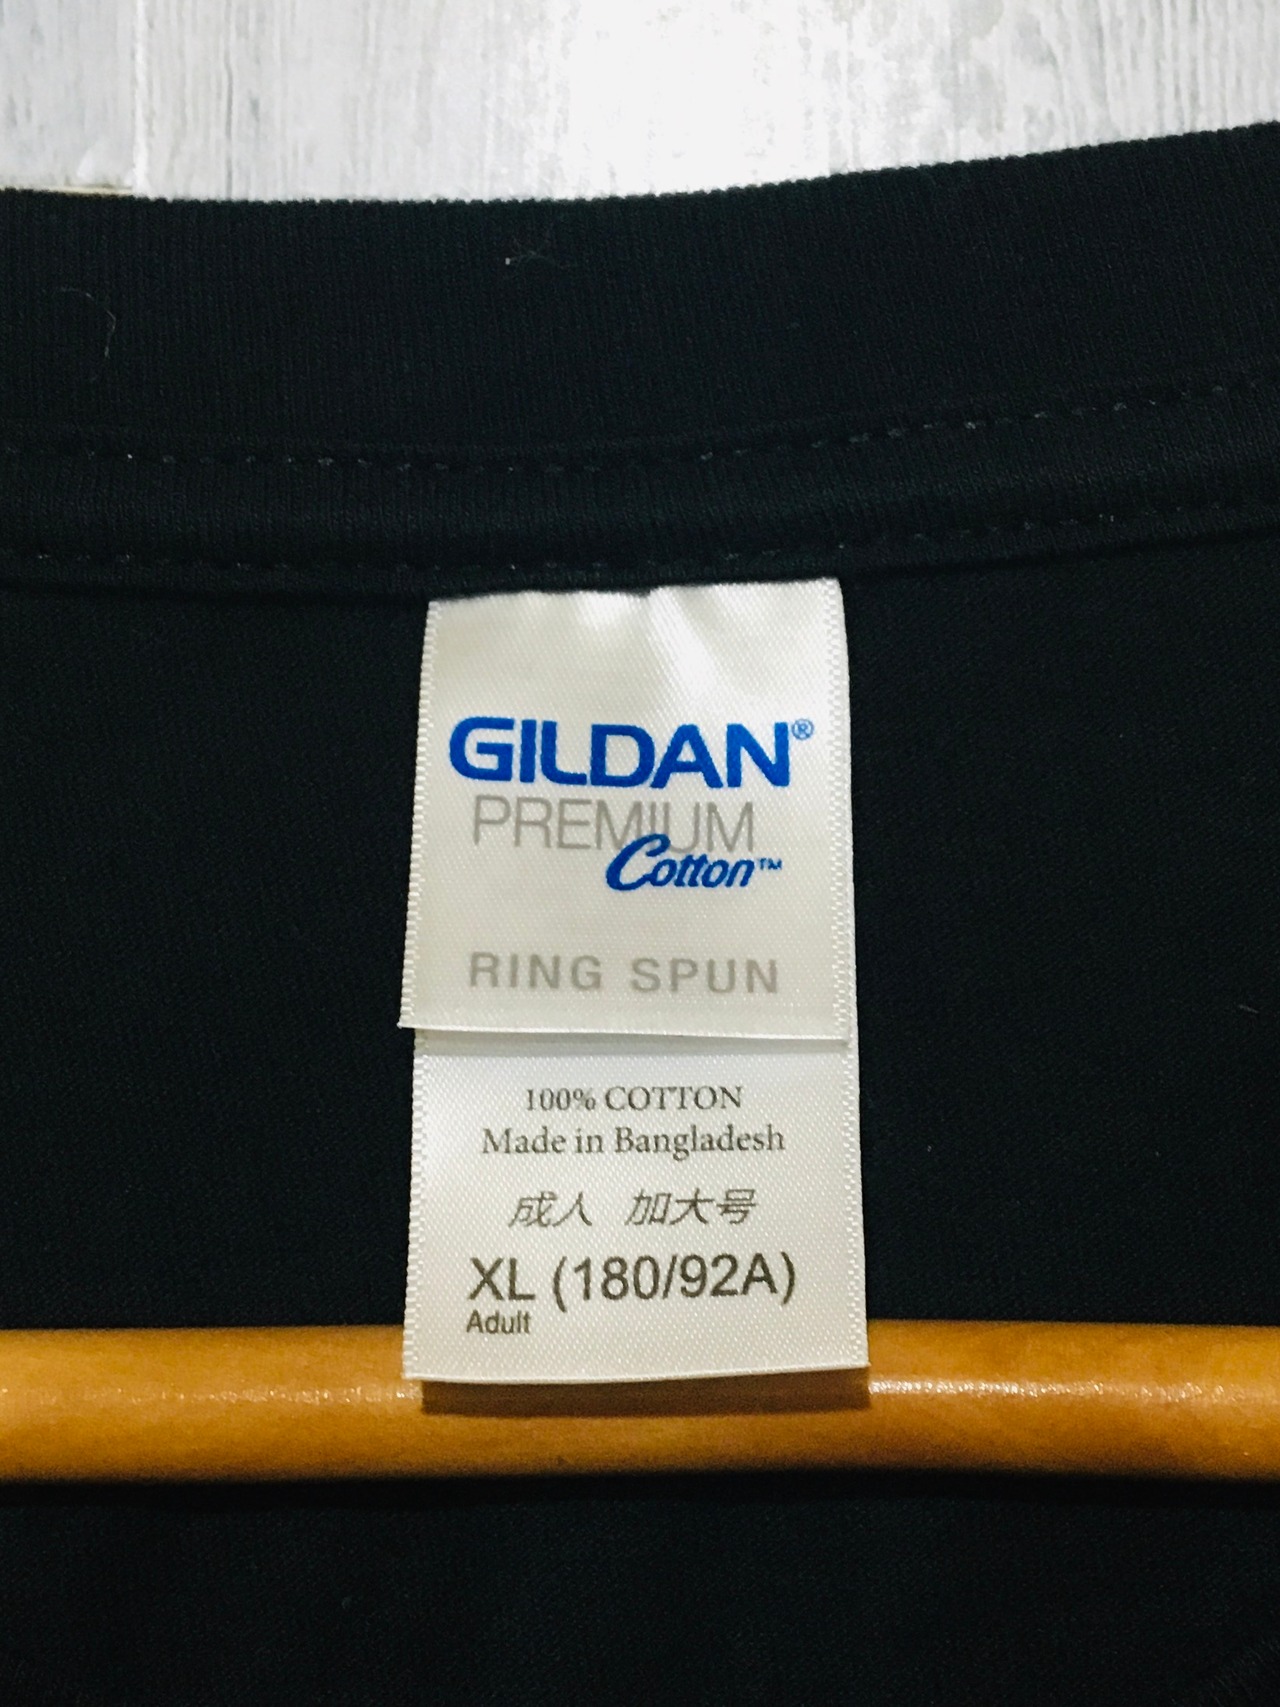 GILDAN®
PREMIUM
Cotton™
RING SPUN
100% COTTON
Made in Bangladesh
成人 加大号
XL (180/92A)
Adult